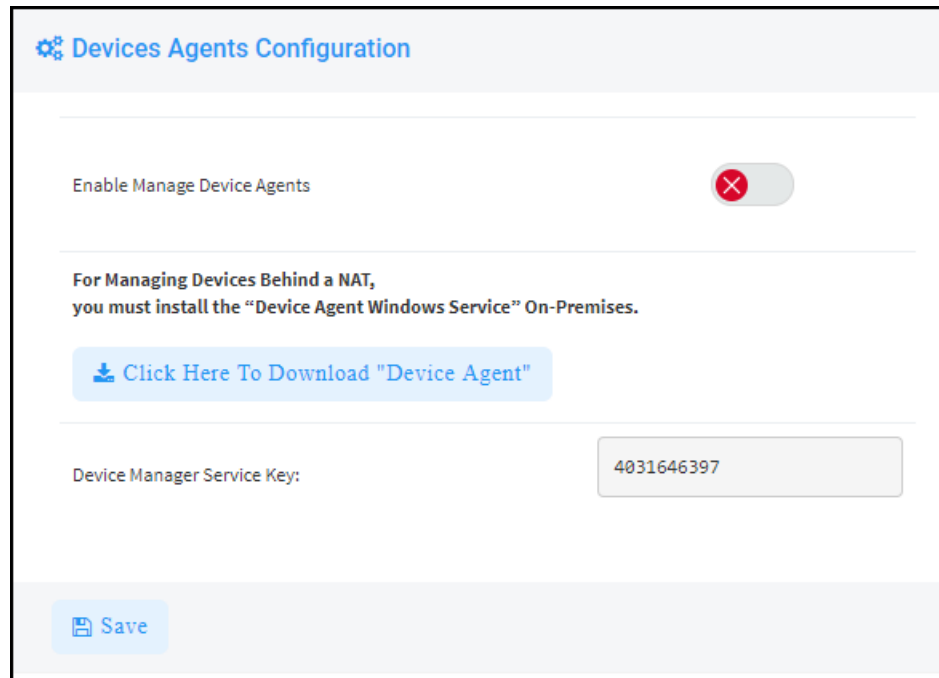 Devices Agents Configuration
Enable Manage Device Agents
For Managing Devices Behind a NAT,
you must install the “Device Agent Windows Service” On-Premises.
Click Here To Download "Device Agent"
Device Manager Service Key:
4031646397
Save